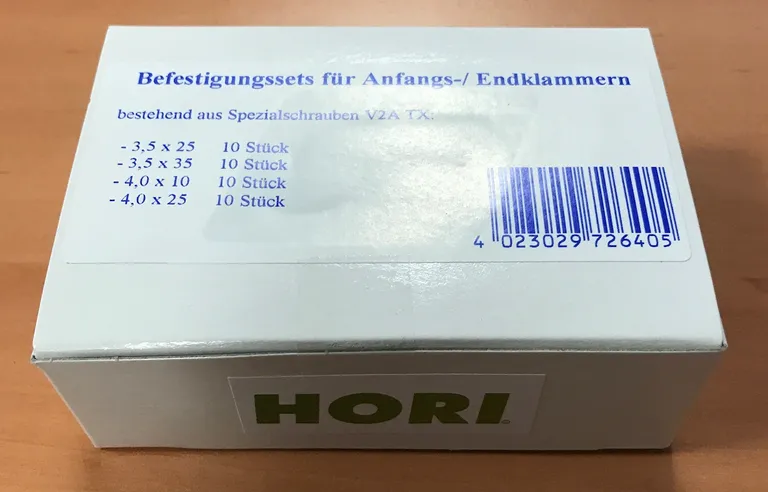 Befestigungssets für Anfangs-/ Endklammern
bestehend aus Spezialschrauben V2A TX:
- 3,5 x 25 10 Stück
- 3,5 x 35 10 Stück
- 4,0 x 10 10 Stück
- 4,0 x 25 10 Stück
4 023029 726405
HORI